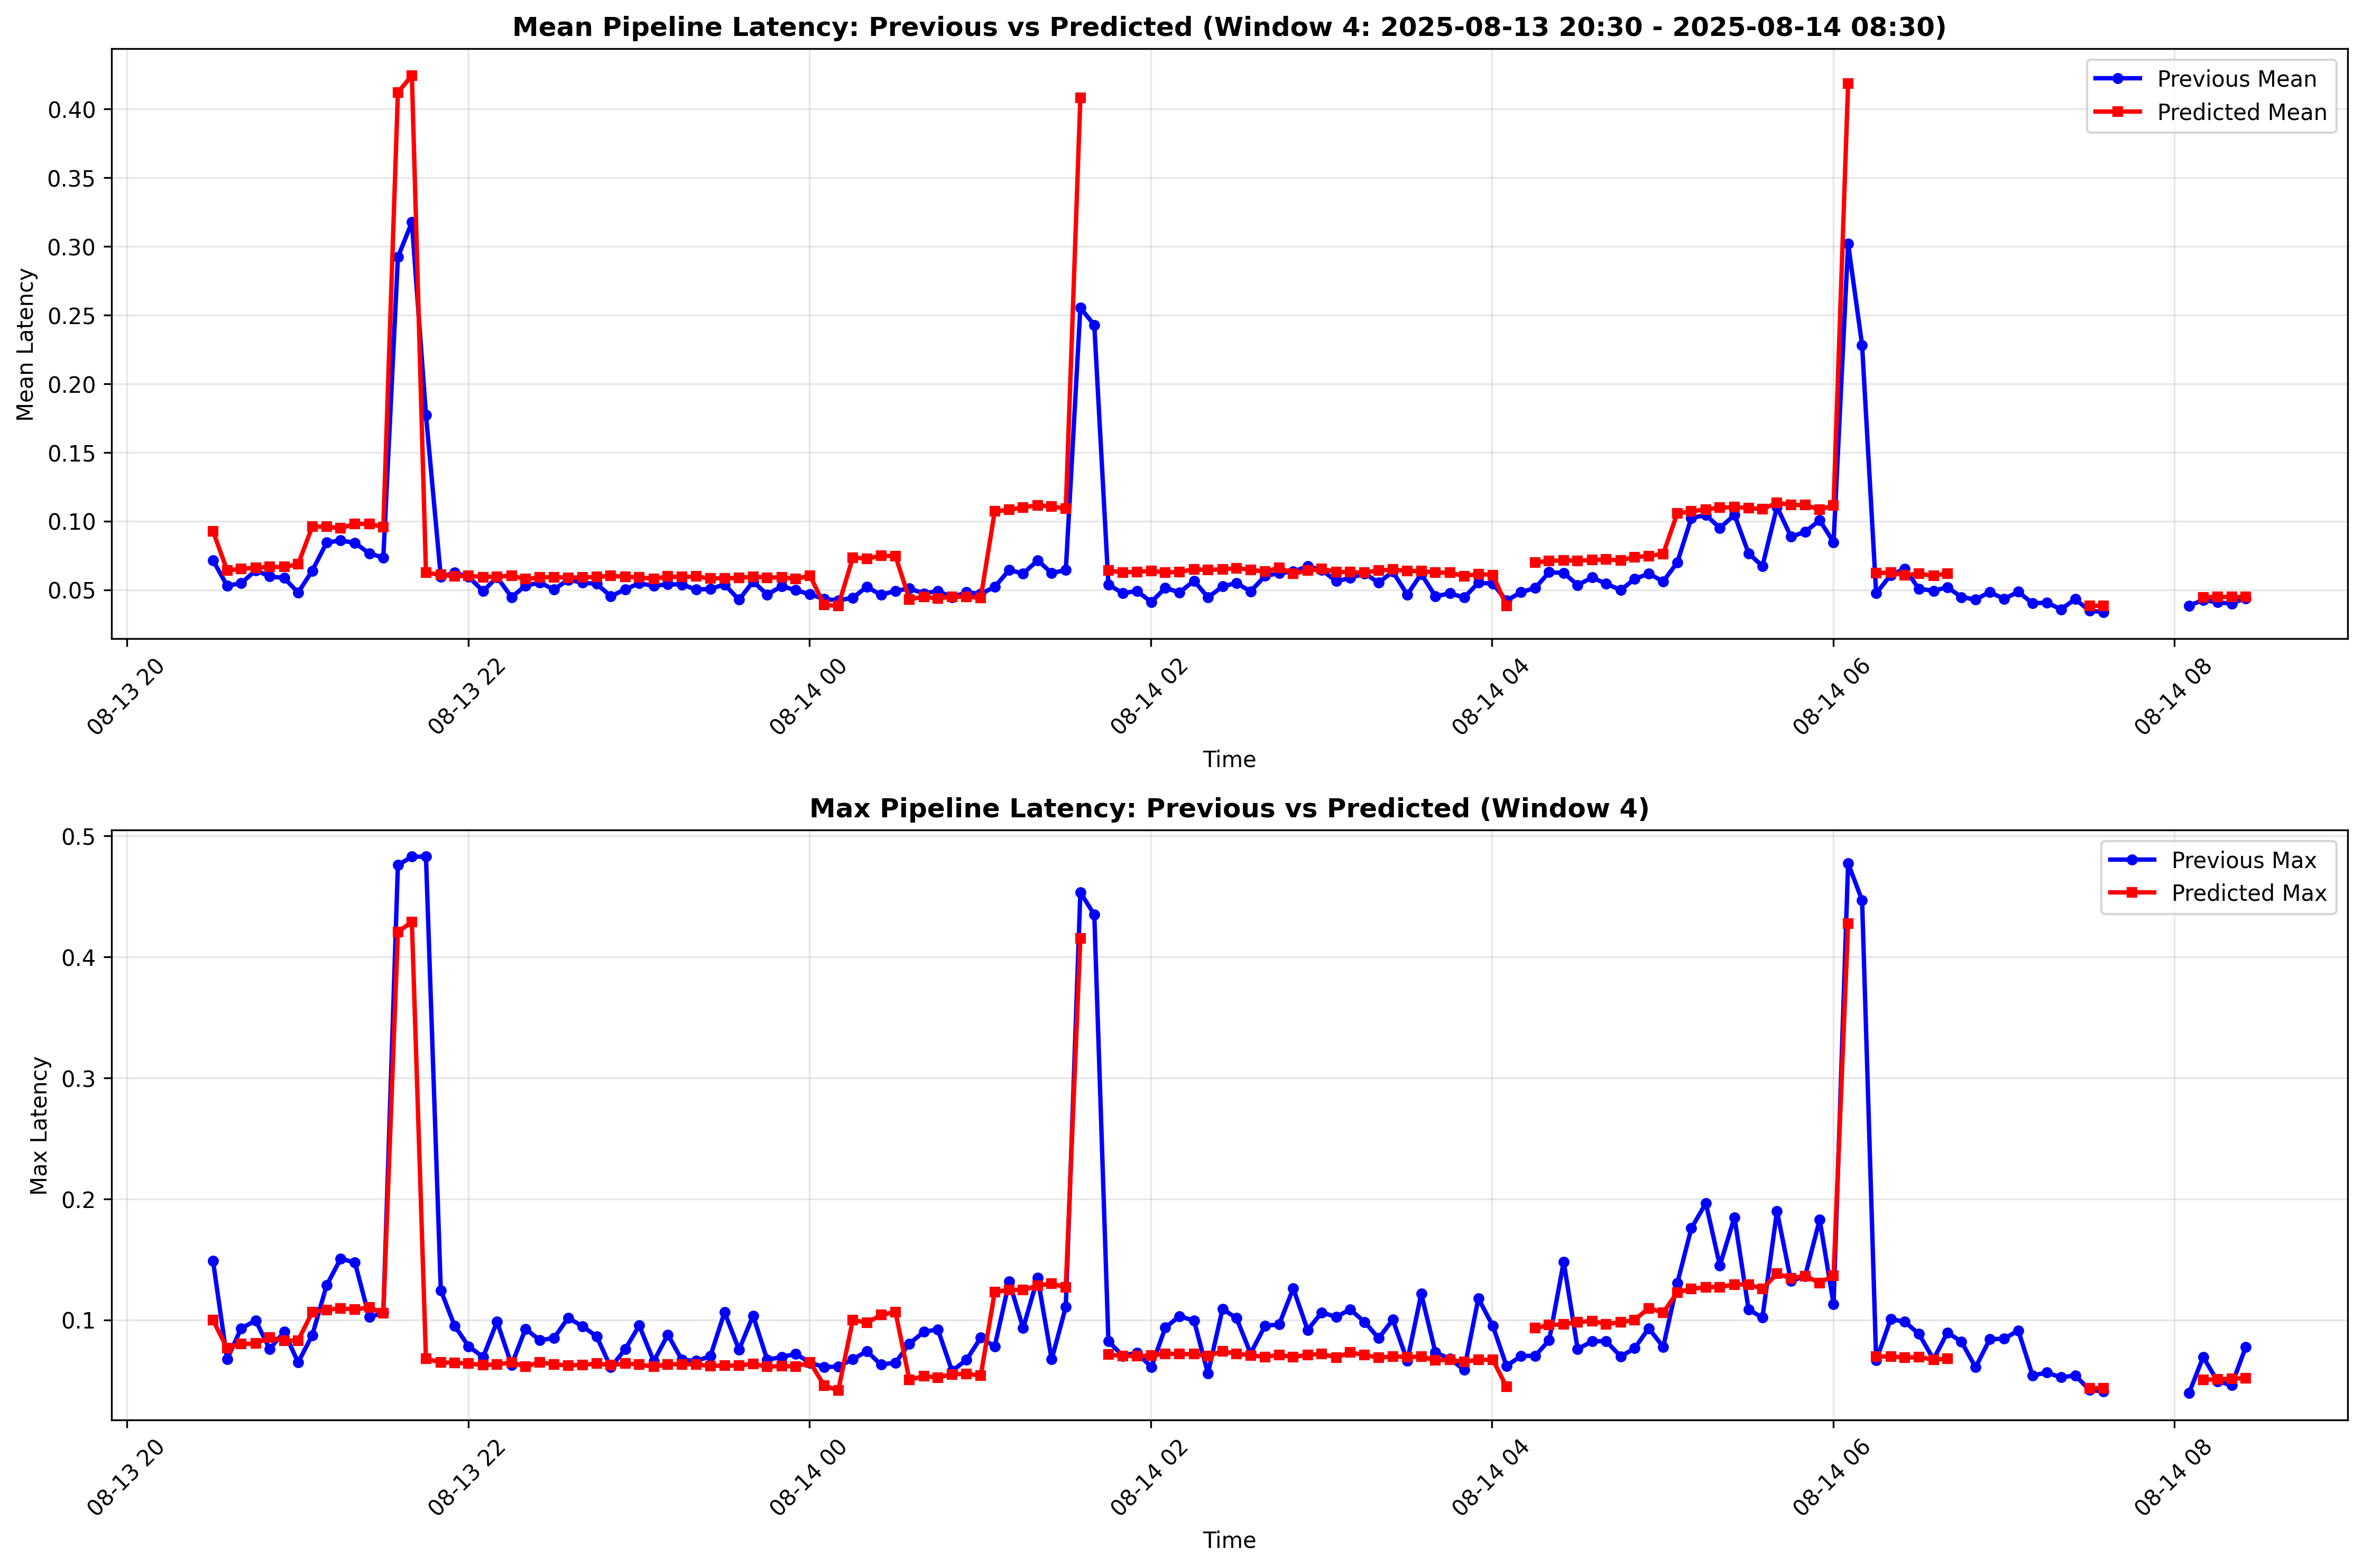 Mean Pipeline Latency: Previous vs Predicted (Window 4: 2025-08-13 20:30 - 2025-08-14 08:30)
Previous Mean
Predicted Mean
Mean Latency
0.40
0.35
0.30
0.25
0.20
0.15
0.10
0.05
08-13 20
08-13 22
08-14 00
08-14 02
08-14 04
08-14 06
08-14 08
Time
Max Pipeline Latency: Previous vs Predicted (Window 4)
Previous Max
Predicted Max
Max Latency
0.5
0.4
0.3
0.2
0.1
08-13 20
08-13 22
08-14 00
08-14 02
08-14 04
08-14 06
08-14 08
Time